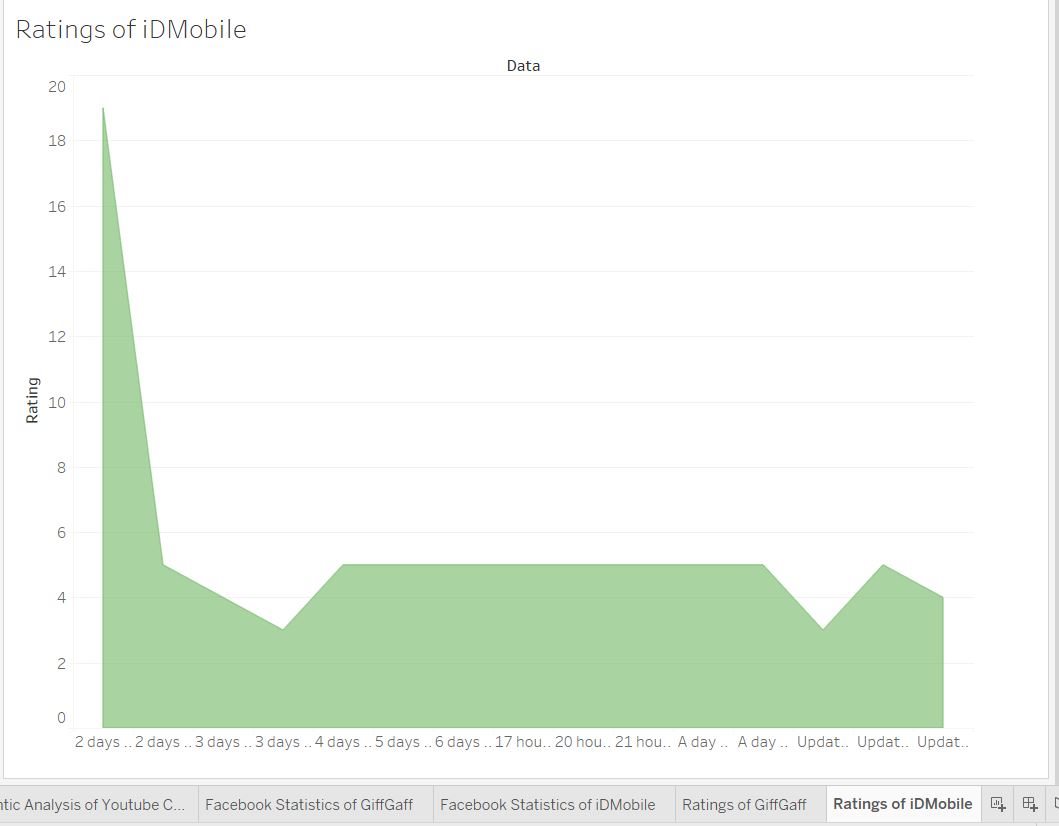 Ratings of iDMobile
Data
20
18
16
14
12
10
8
6
4
2
0
Rating
2 days .. 2 days .. 3 days .. 3 days .. 4 days .. 5 days .. 6 days .. 17 hou.. 20 hou.. 21 hou.. A day .. A day .. Updat.. Updat.. Updat..
ntic Analysis of Youtube C... Facebook Statistics of GiffGaff Facebook Statistics of iDMobile Ratings of GiffGaff Ratings of iDMobile